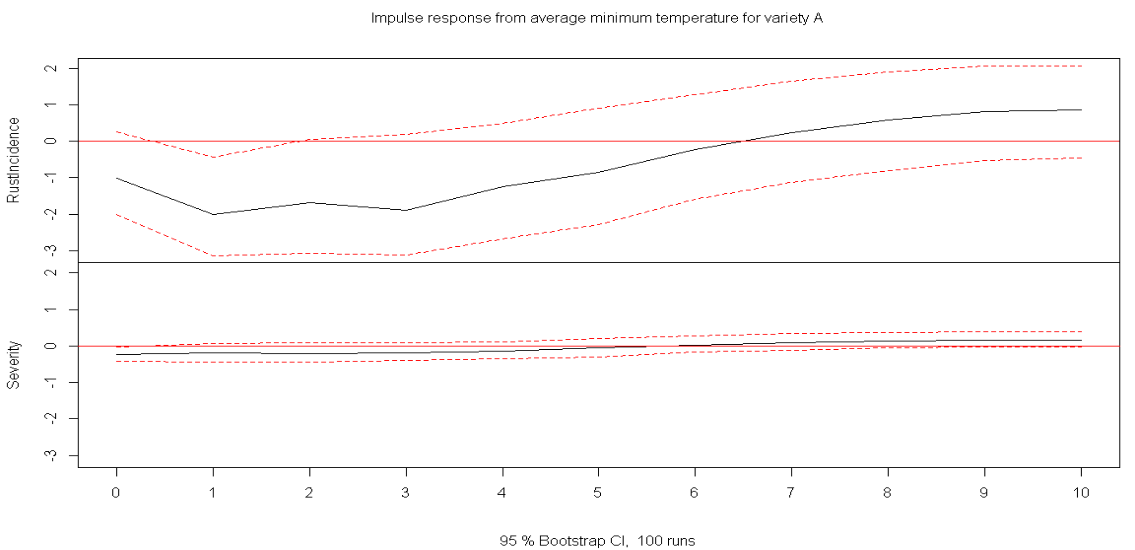 Impulse response from average minimum temperature for variety A
RustIncidence
2
1
0
-1
-2
-3
Severity
2
1
0
-1
-2
-3
0 1 2 3 4 5 6 7 8 9 10
95 % Bootstrap CI, 100 runs